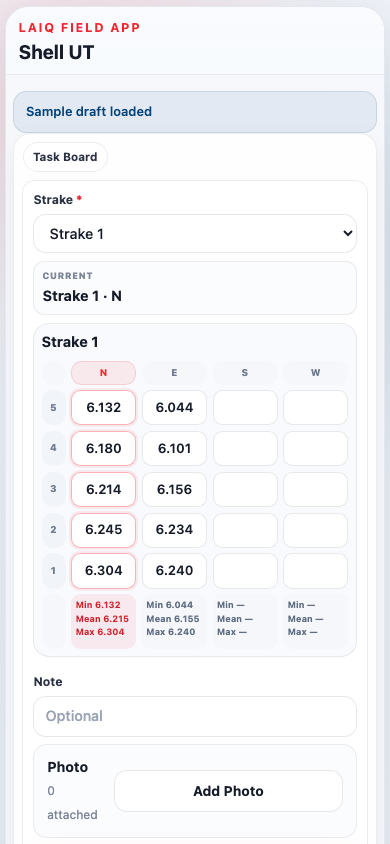 LAIQ FIELD APP
Shell UT
Sample draft loaded
Task Board
Strake *
Strake 1
CURRENT
Strake 1 · N
Strake 1
N E S W
5 6.132 6.044
4 6.180 6.101
3 6.214 6.156
2 6.245 6.234
1 6.304 6.240
Min 6.132 Min 6.044 Min — Min —
Mean 6.215 Mean 6.155 Mean — Mean —
Max 6.304 Max 6.240 Max — Max —
Note
Optional
Photo
0
attached
Add Photo